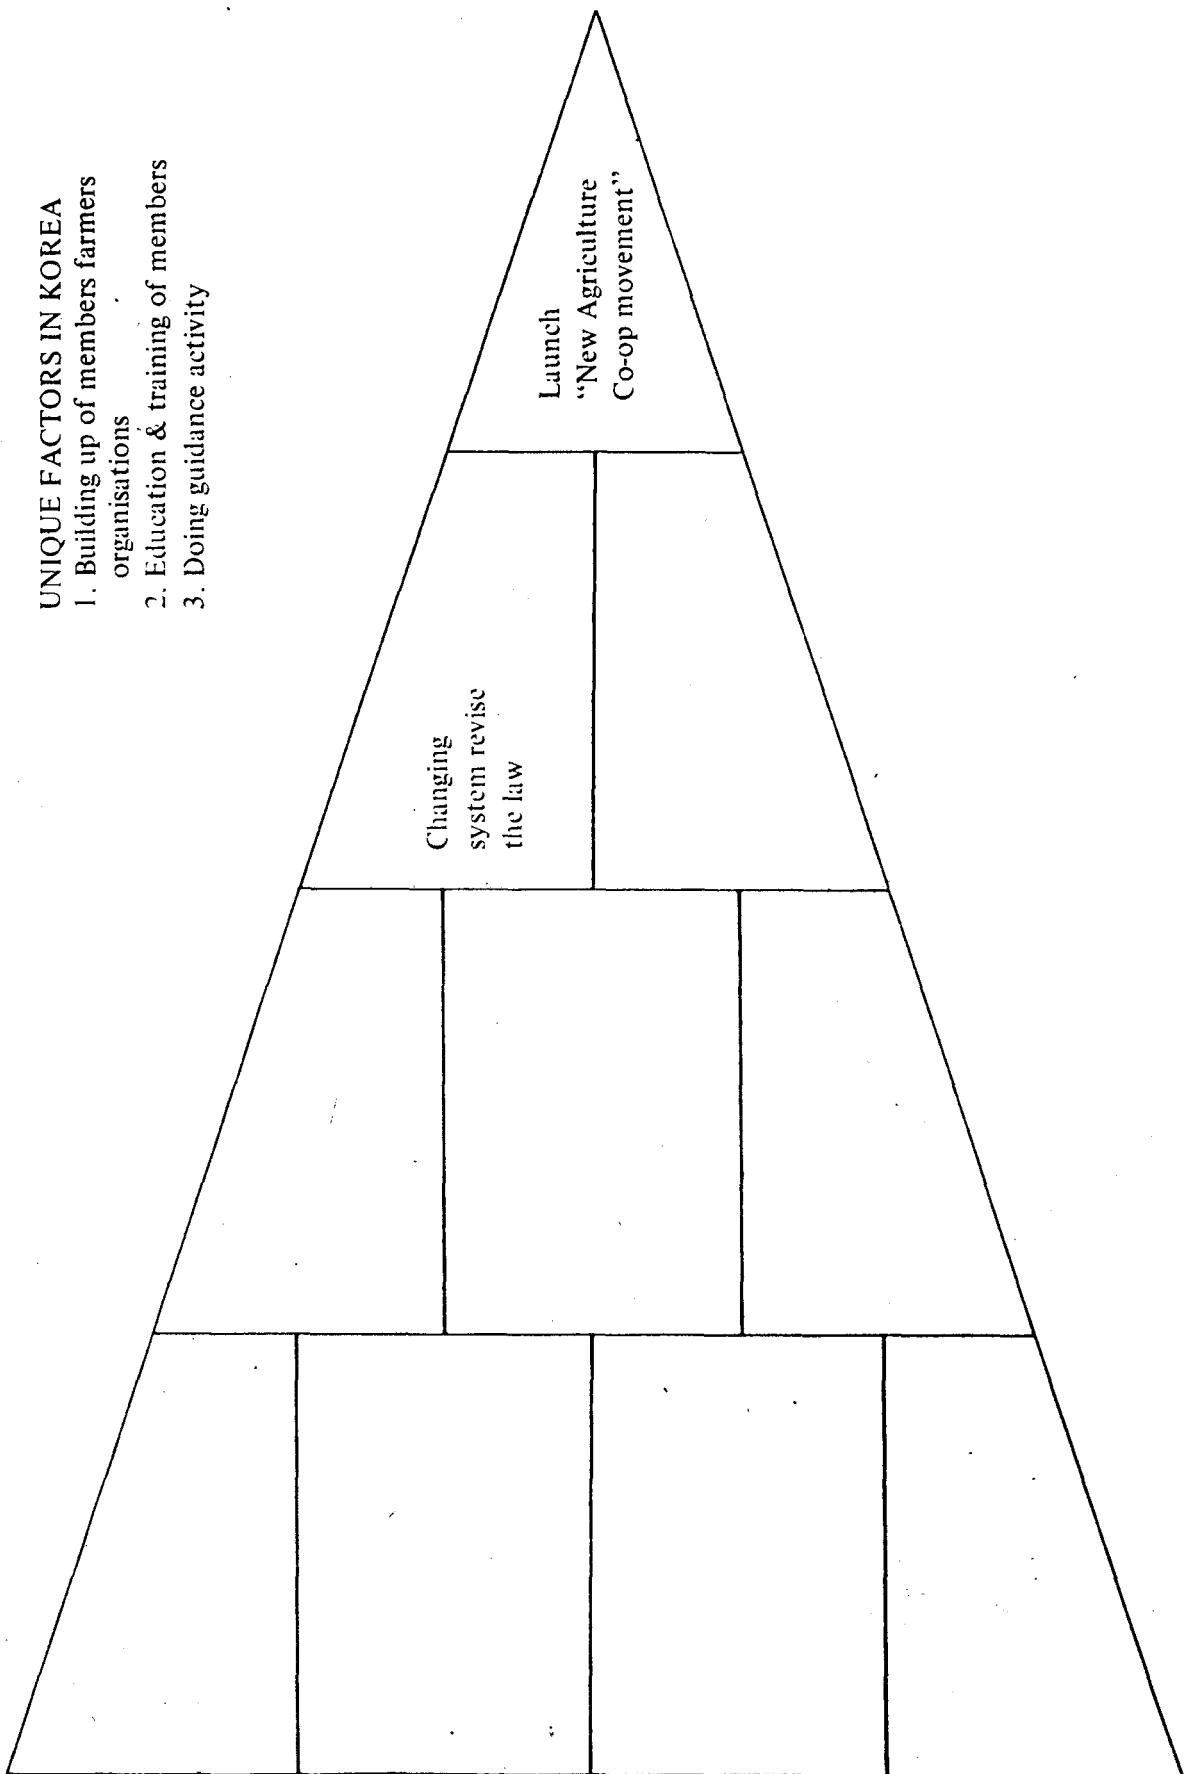 UNIQUE FACTORS IN KOREA
1. Building up of members farmers
organisations
2. Education & training of members
3. Doing guidance activity
Launch
“New Agriculture
Co-op movement”
Changing
system revise
the law